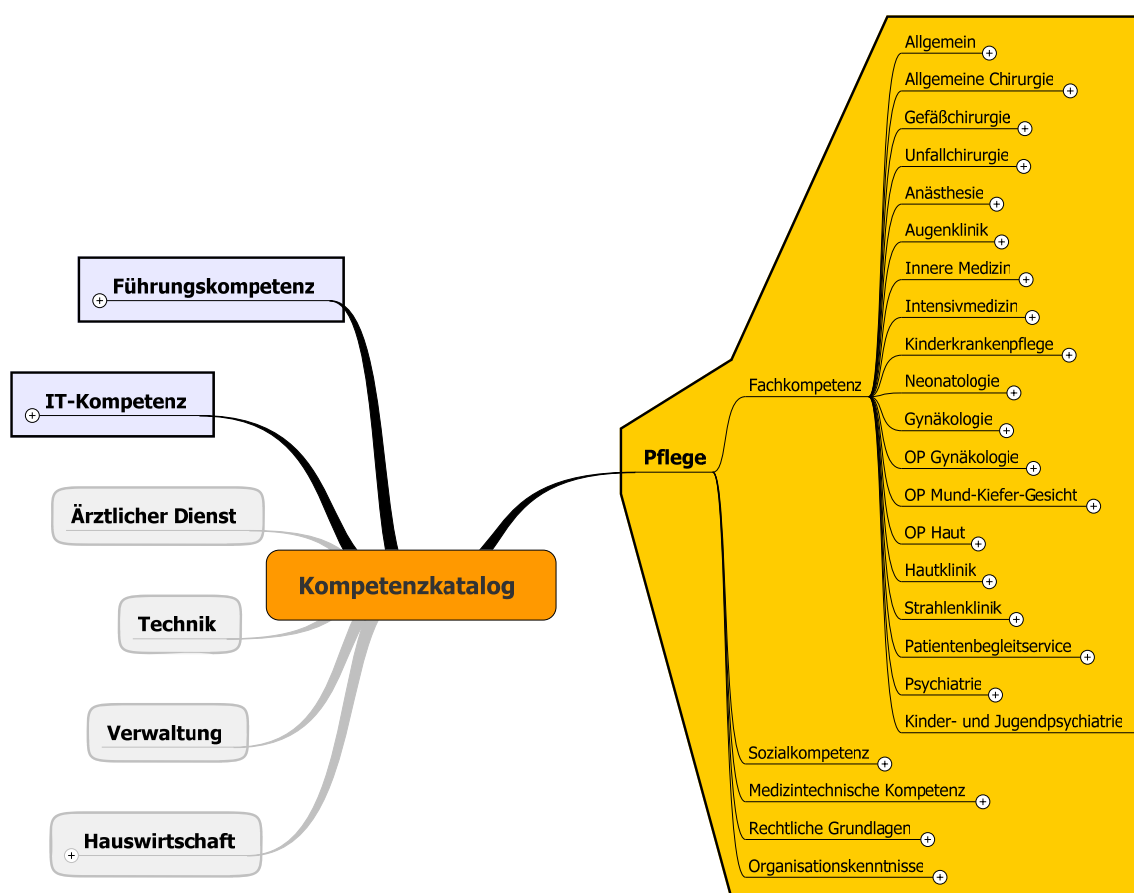 Führungskompetenz
IT-Kompetenz
Ärztlicher Dienst
Technik
Verwaltung
Hauswirtschaft
Kompetenzkatalog
Pflege
Fachkompetenz
Allgemein
Allgemeine Chirurgie
Gefäßchirurgie
Unfallchirurgie
Anästhesie
Augenklinik
Innere Medizin
Intensivmedizin
Kinderkrankenpflege
Neonatologie
Gynäkologie
OP Gynäkologie
OP Mund-Kiefer-Gesicht
OP Haut
Hautklinik
Strahlenklinik
Patientenbegleitservice
Psychiatrie
Kinder- und Jugendpsychiatrie
Sozialkompetenz
Medizintechnische Kompetenz
Rechtliche Grundlagen
Organisationskenntnisse